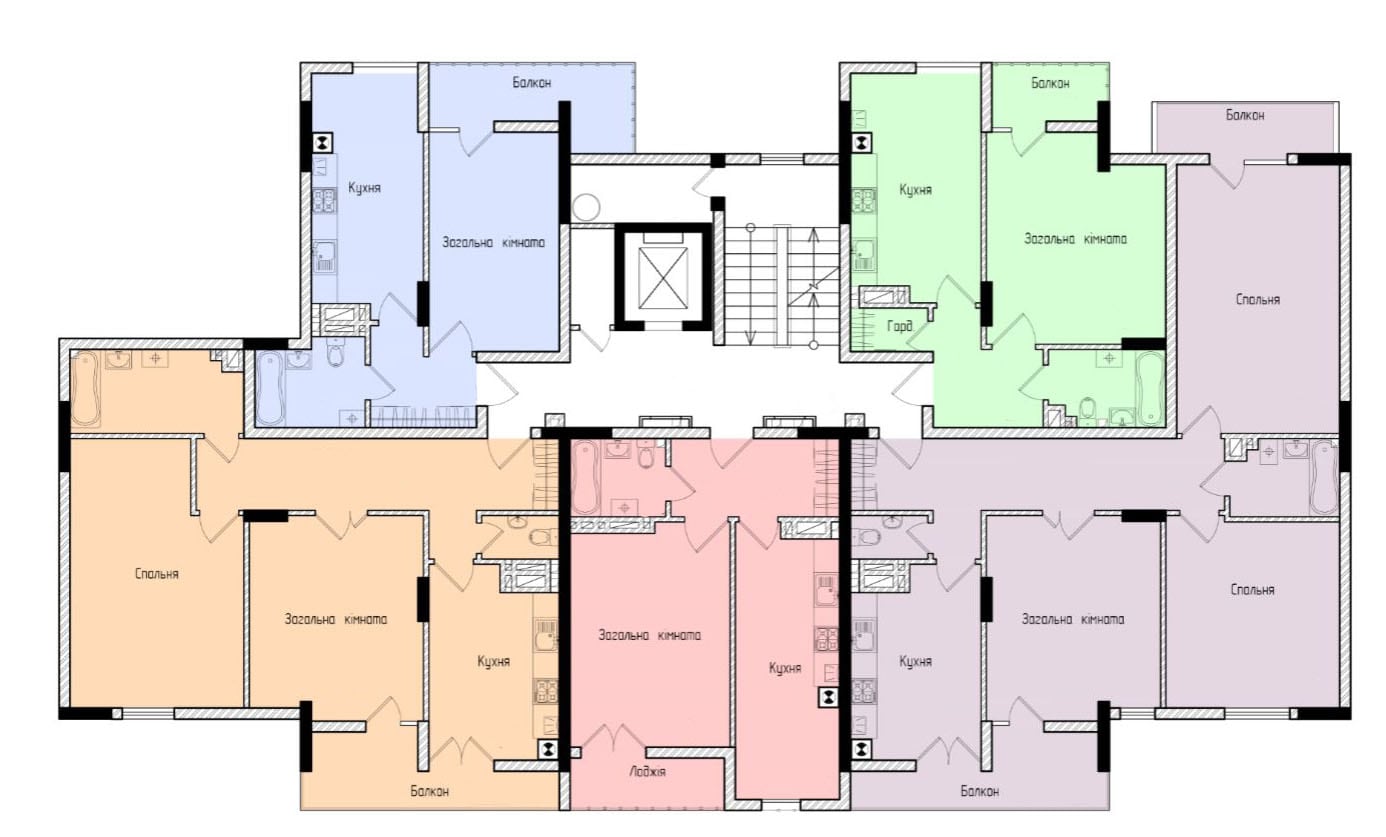 Балкон
Балкон
Балкон
Кухня
Кухня
Загальна кімната
Загальна кімната
Спальня
Гард.
Спальня
Загальна кімната
Кухня
Загальна кімната
Кухня
Кухня
Загальна кімната
Спальня
Балкон
Лоджія
Балкон